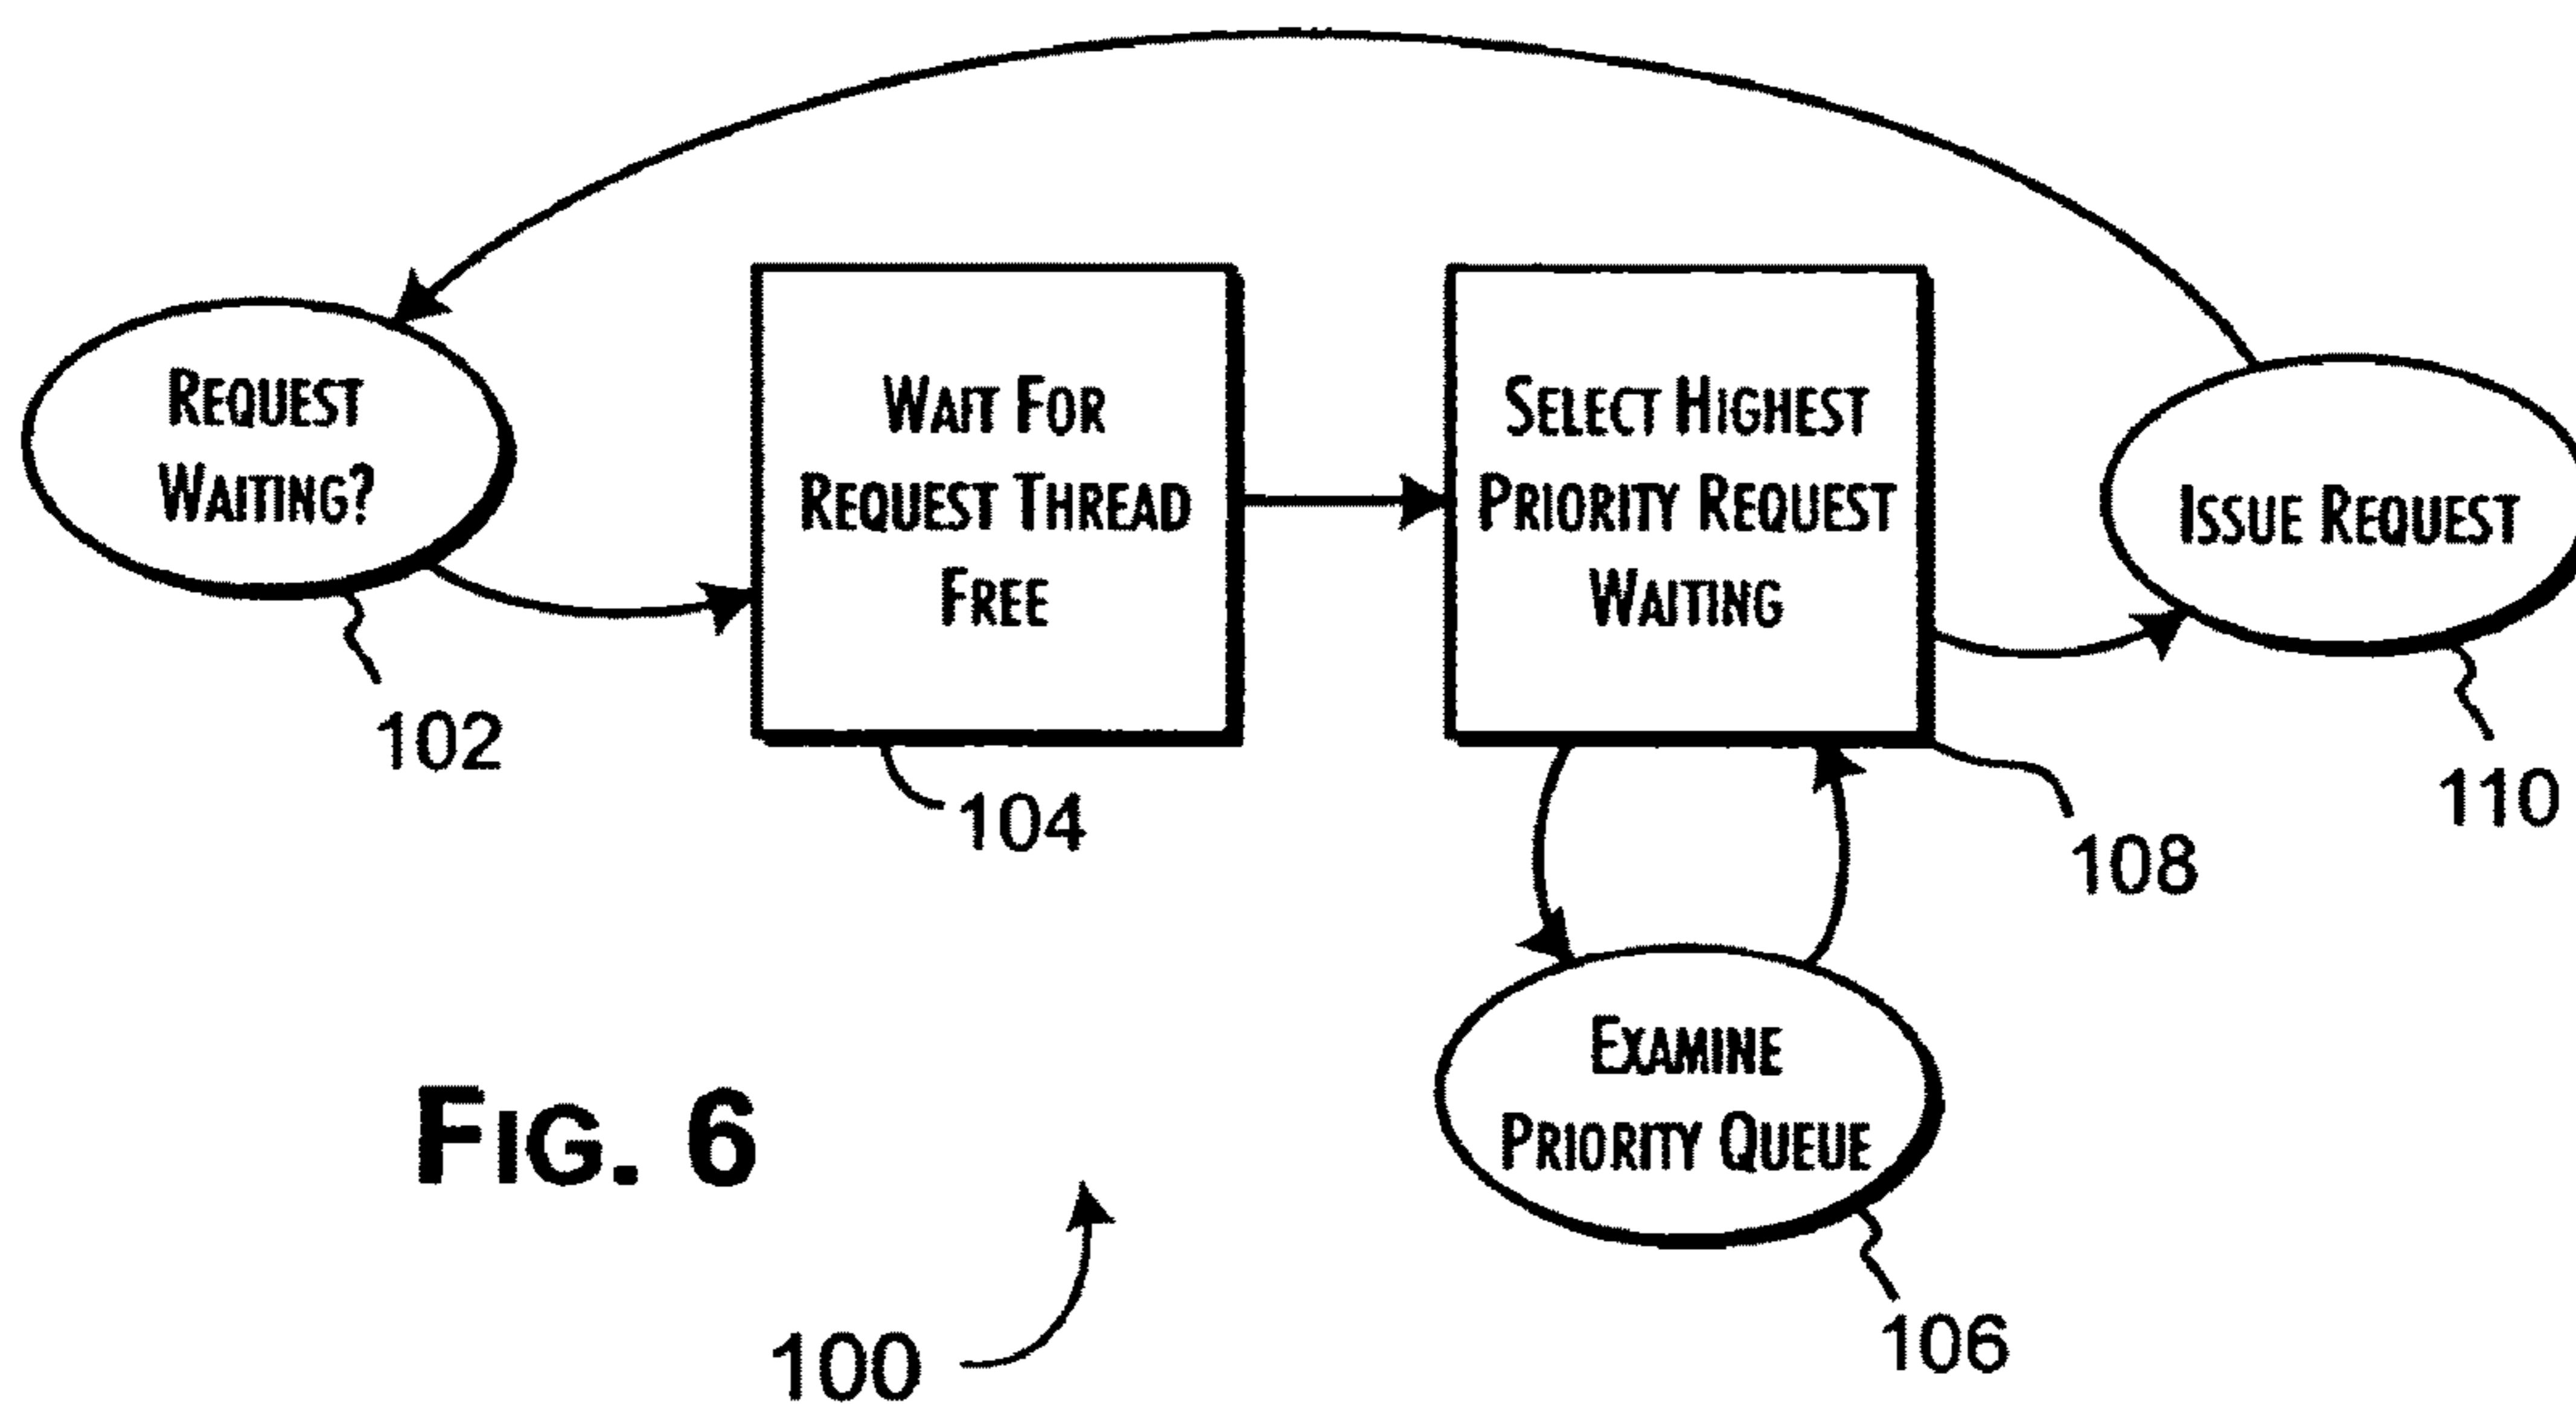 REQUEST
WAITING?
102
WAIT FOR
REQUEST THREAD
FREE
104
SELECT HIGHEST
PRIORITY REQUEST
WAITING
108
ISSUE REQUEST
110
EXAMINE
PRIORITY QUEUE
106
FIG. 6
100